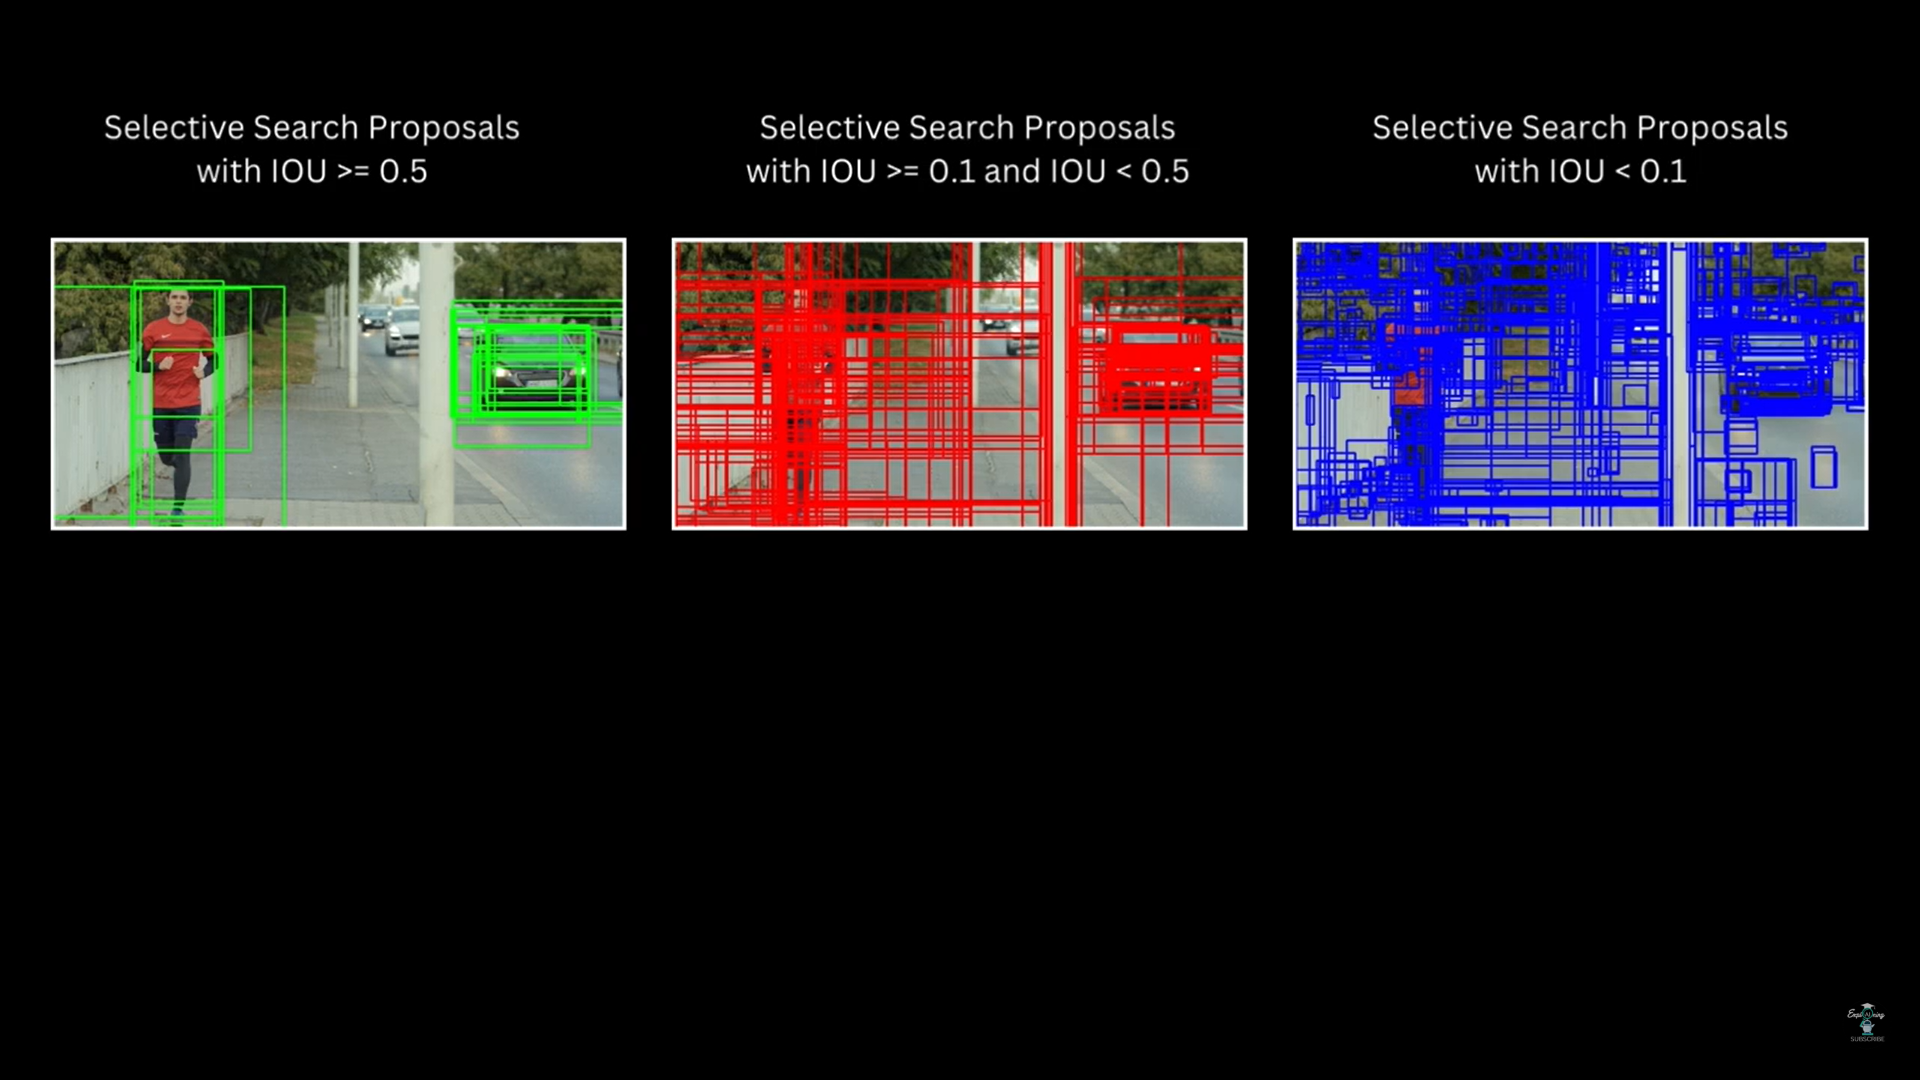 Selective Search Proposals
with IOU >= 0.5
Selective Search Proposals
with IOU >= 0.1 and IOU < 0.5
Selective Search Proposals
with IOU < 0.1
SUBSCRIBE